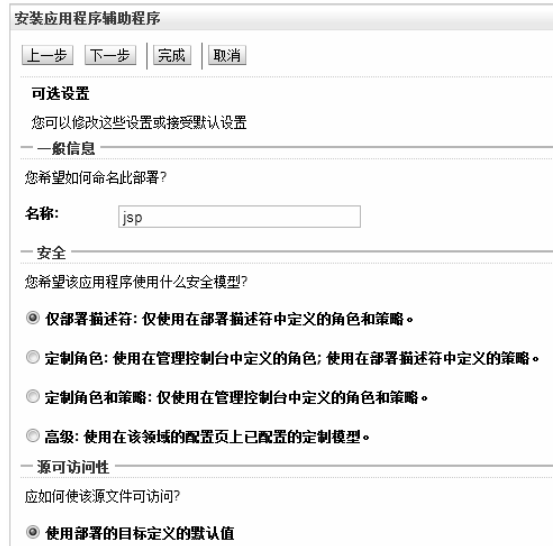 安装应用程序辅助程序
上一步 下一步 完成 取消
可选设置
您可以修改这些设置或接受默认设置
一般信息
您希望如何命名此部署?
名称: jsp
安全
您希望该应用程序使用什么安全模型?
仅部署描述符: 仅使用在部署描述符中定义的角色和策略。
定制角色: 使用在管理控制台中定义的角色; 使用在部署描述符中定义的策略。
定制角色和策略: 仅使用在管理控制台中定义的角色和策略。
高级: 使用在该领域的配置页上已配置的定制模型。
源可访问性
应如何使该源文件可访问?
使用部署的目标定义的默认值